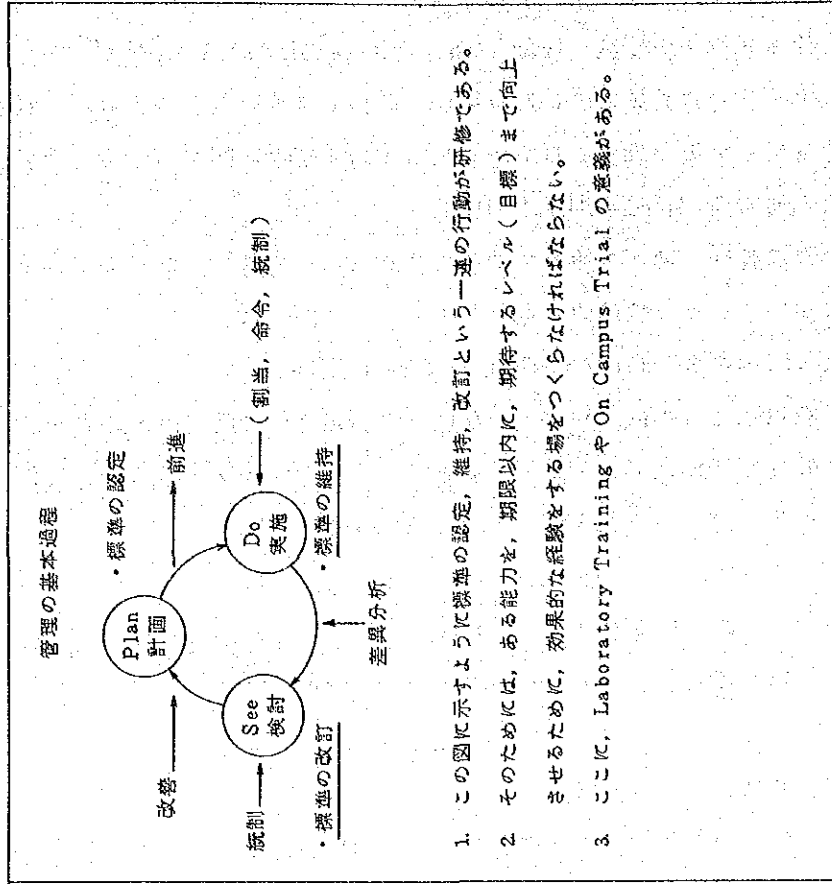 管理の基本過程
Plan
計画
・標準の認定
改善
前進
See
検討
Do
実施
統制
(割当, 命令, 統制)
・標準の改訂
・標準の維持
差異分析
1. この図に示すように標準の認定, 維持, 改訂という一連の行動が研修である。
2. そのためには, ある能力を, 期限以内に, 期待するレベル(目標)まで向上
させるために, 効果的な経験をする場をつくらなければならない。
3. ここに, Laboratory Training や On Campus Trial の意義がある。